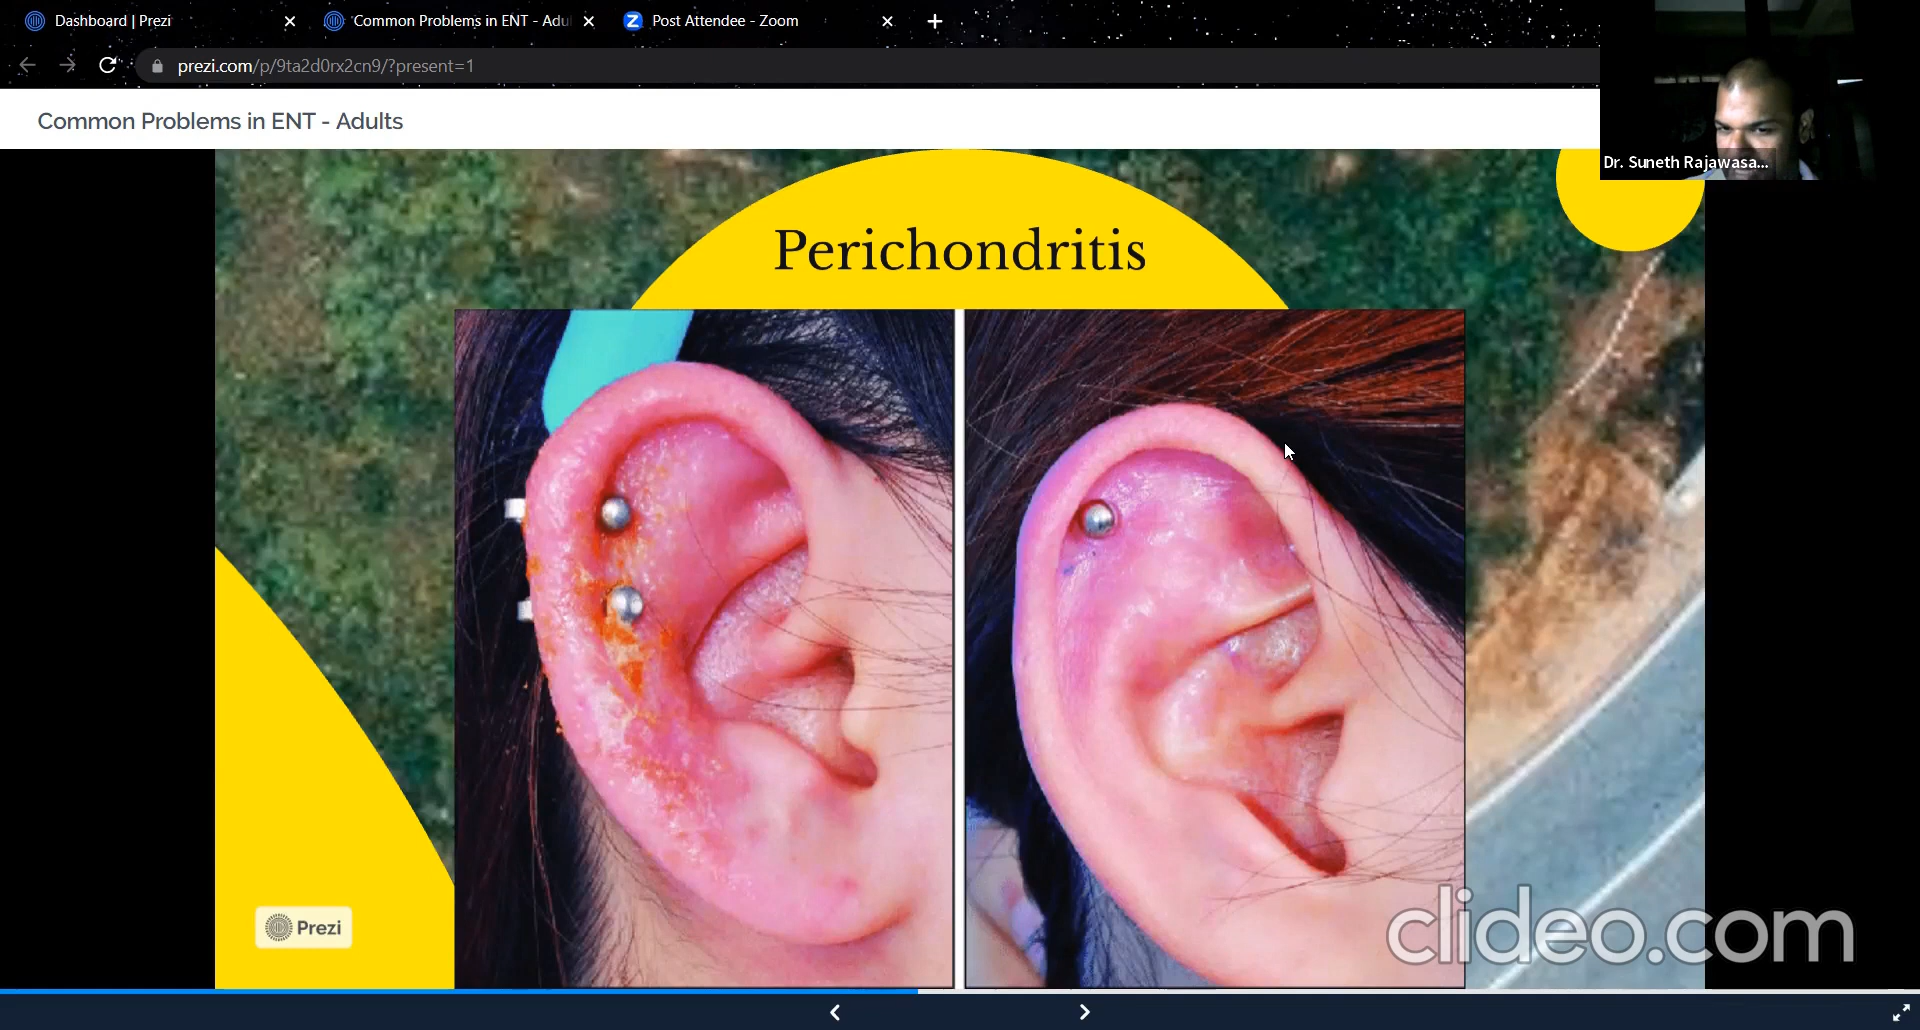 Dashboard | Prezi
Common Problems in ENT - Adul
Post Attendee - Zoom
prezi.com/p/9ta2d0rx2cn9/?present=1
Common Problems in ENT - Adults
Dr. Suneth Rajawasa...
Perichondritis
Prezi
clideo.com